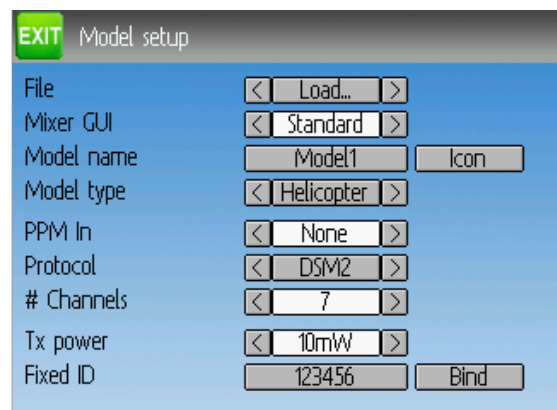 EXIT Model setup
File < Load... >
Mixer GUI < Standard >
Model name Model1 Icon
Model type < Helicopter >
PPM In < None >
Protocol < DSM2 >
# Channels < 7 >
Tx power < 10mW >
Fixed ID 123456 Bind